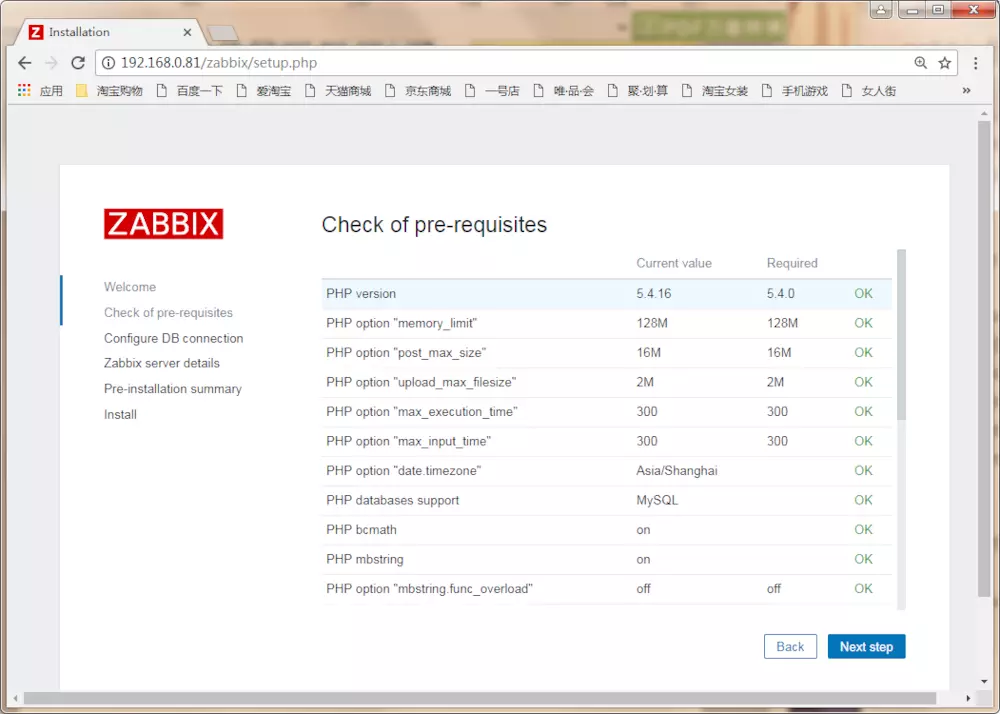 Z Installation
192.168.0.81/zabbix/setup.php
应用 淘宝购物 百度一下 爱淘宝 天猫商城 京东商城 一号店 唯·品·会 聚·划·算 淘宝女装 手机游戏 女人街 »
ZABBIX
Welcome
Check of pre-requisites
Configure DB connection
Zabbix server details
Pre-installation summary
Install
Check of pre-requisites
Current value Required
PHP version 5.4.16 5.4.0 OK
PHP option "memory_limit" 128M 128M OK
PHP option "post_max_size" 16M 16M OK
PHP option "upload_max_filesize" 2M 2M OK
PHP option "max_execution_time" 300 300 OK
PHP option "max_input_time" 300 300 OK
PHP option "date.timezone" Asia/Shanghai OK
PHP databases support MySQL OK
PHP bcmath on OK
PHP mbstring on OK
PHP option "mbstring.func_overload" off off OK
Back Next step